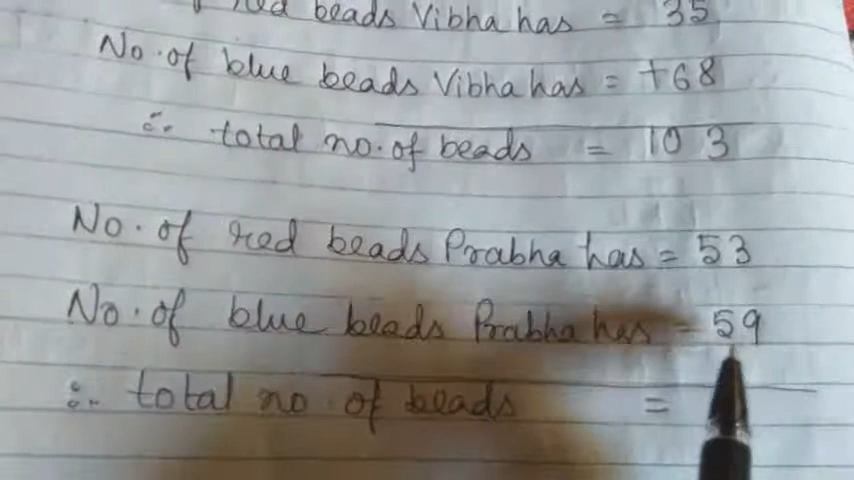 red beads Vibha has = 35
No. of blue beads Vibha has = +68
∴ total no. of beads = 103
No. of red beads Prabha has = 53
No. of blue beads Prabha has = 59
∴ total no. of beads =